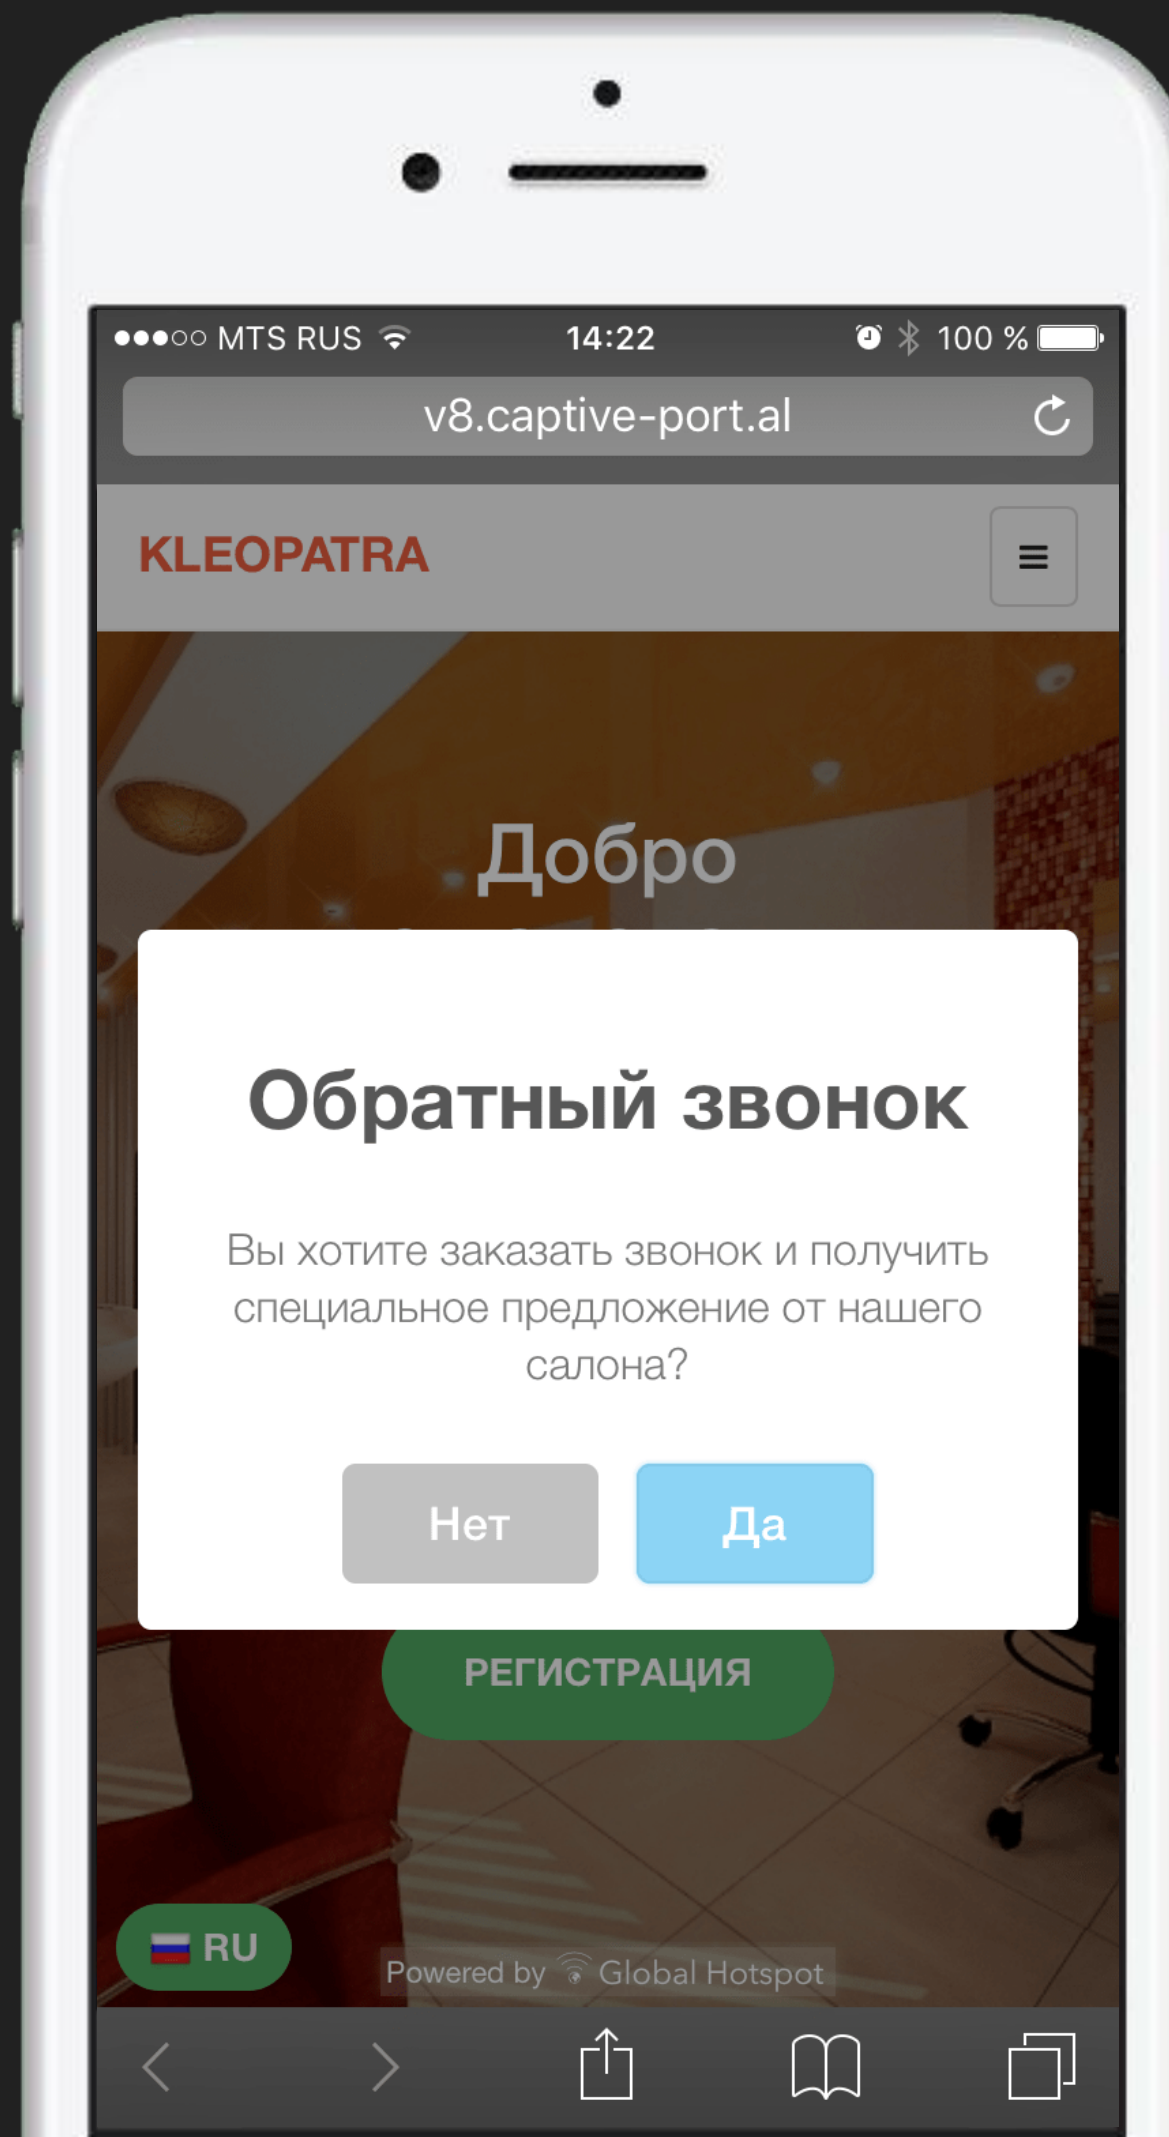 MTS RUS 14:22 100 %
v8.captive-port.al
KLEOPATRA
Добро
Обратный звонок
Вы хотите заказать звонок и получить
специальное предложение от нашего
салона?
Нет Да
РЕГИСТРАЦИЯ
RU
Powered by Global Hotspot